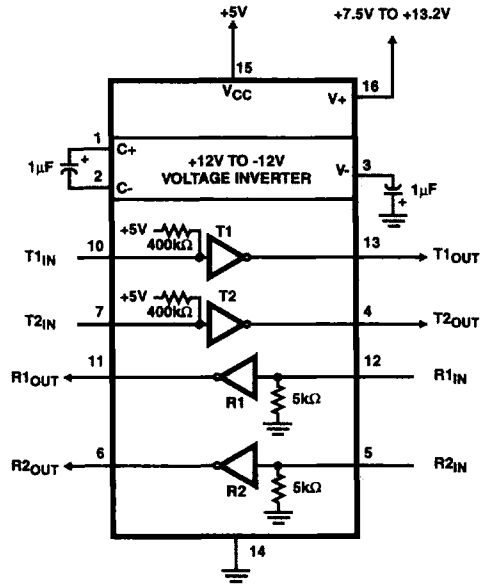 +5V
+7.5V TO +13.2V
15
VCC
16
V+
1
C+
+12V TO -12V
VOLTAGE INVERTER
V-
3
1µF
+
2
C-
1µF
+
+5V
T1
400kΩ
T1IN
10
13
T1OUT
+5V
T2
400kΩ
T2IN
7
4
T2OUT
R1OUT
11
12
R1IN
R1
5kΩ
R2OUT
6
5
R2IN
R2
5kΩ
14